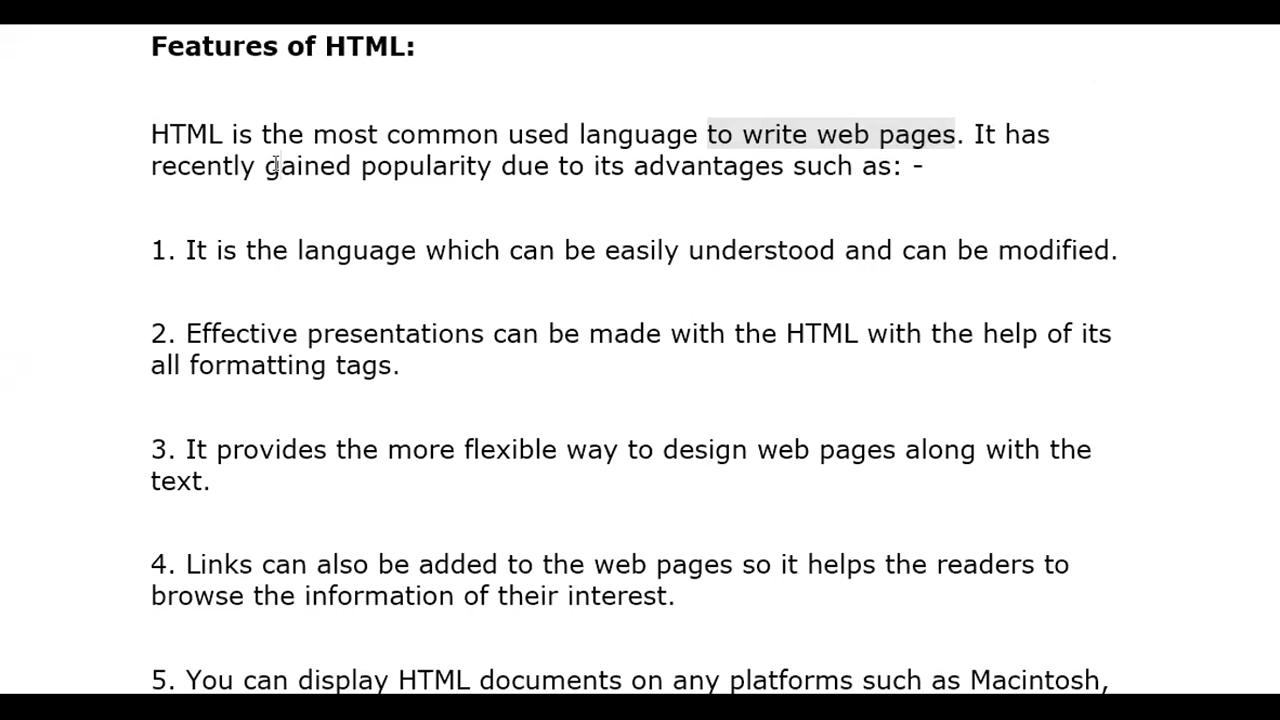 Features of HTML:
HTML is the most common used language to write web pages. It has
recently gained popularity due to its advantages such as: -
1. It is the language which can be easily understood and can be modified.
2. Effective presentations can be made with the HTML with the help of its
all formatting tags.
3. It provides the more flexible way to design web pages along with the
text.
4. Links can also be added to the web pages so it helps the readers to
browse the information of their interest.
5. You can display HTML documents on any platforms such as Macintosh,